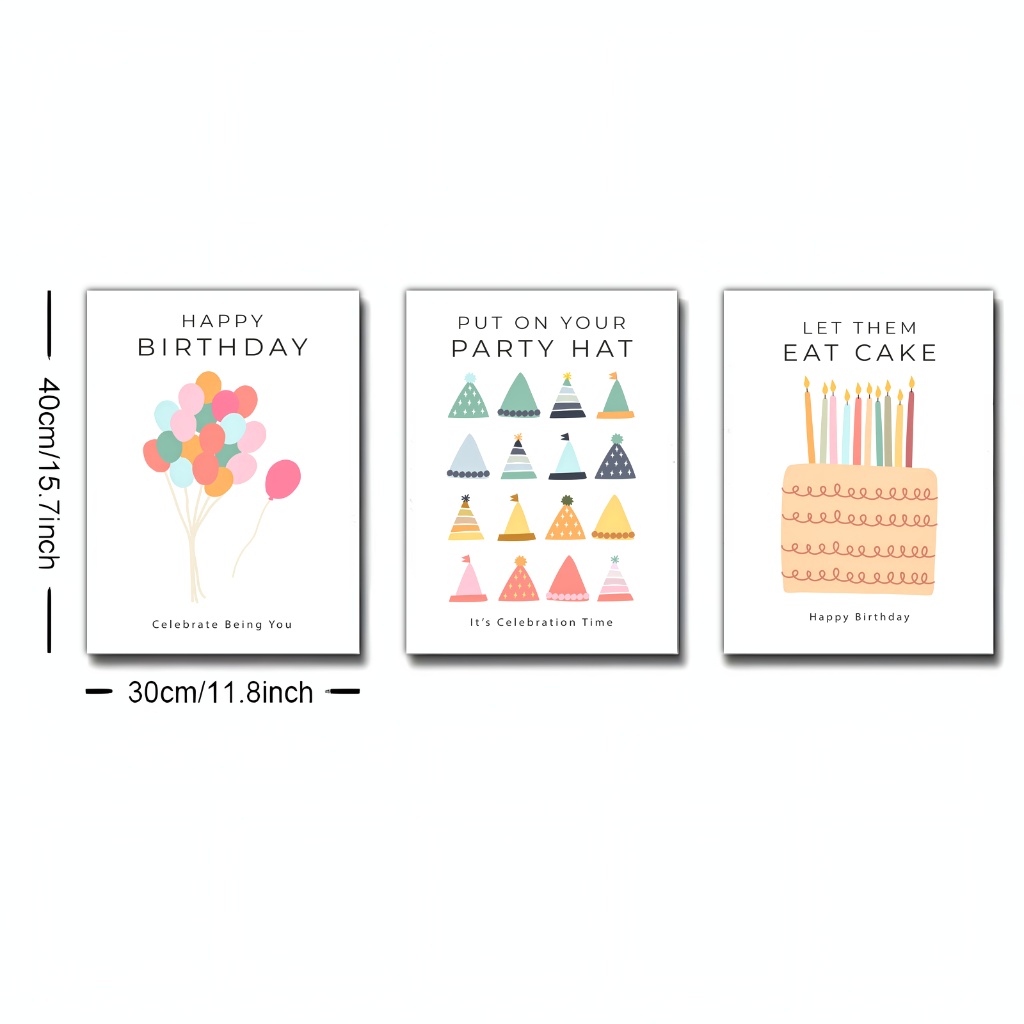 HAPPY
BIRTHDAY
Celebrate Being You
PUT ON YOUR
PARTY HAT
It's Celebration Time
LET THEM
EAT CAKE
Happy Birthday
40cm/15.7inch
30cm/11.8inch